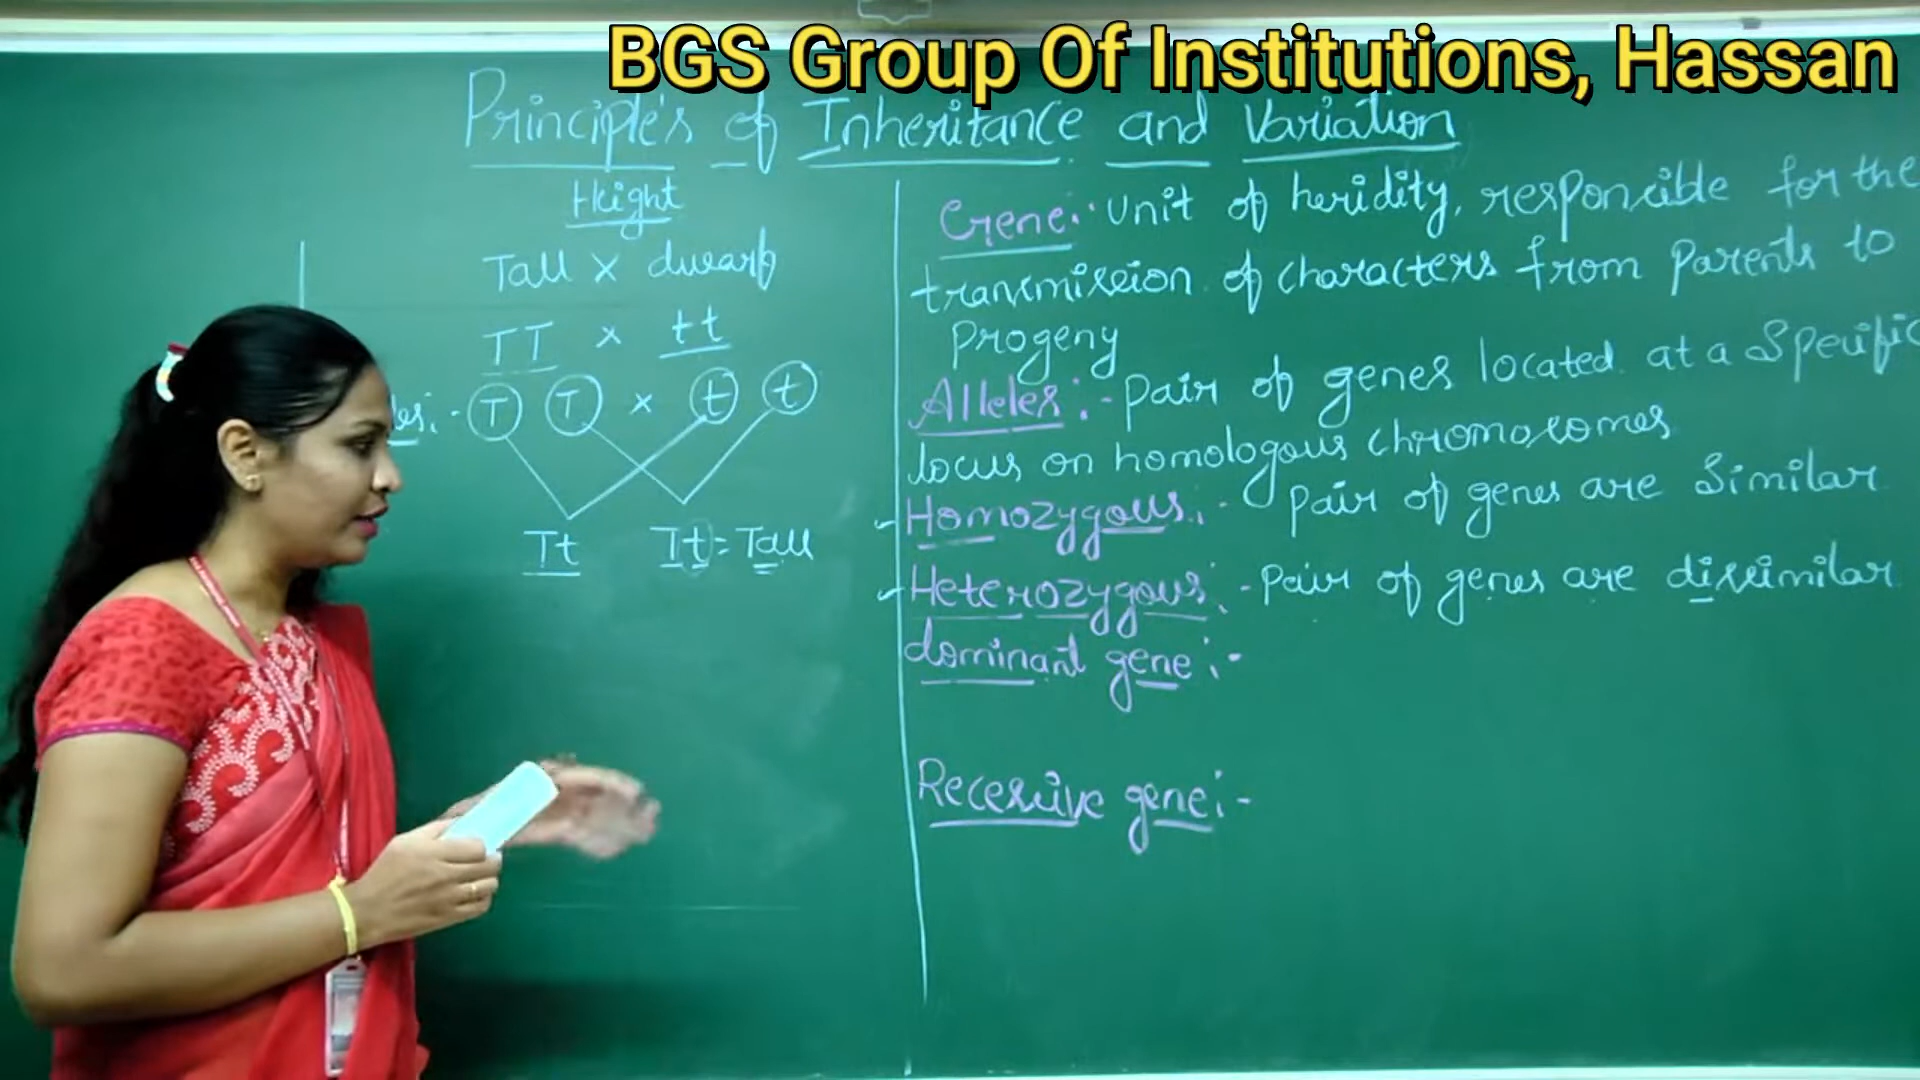 BGS Group Of Institutions, Hassan
Principles of Inheritance and Variation
Height
Tall x dwarf
TT x tt
T T x t t
Tt Tt = Tall
Gene:- Unit of heridity, responsible for the
transmission of characters from Parents to
Progeny
Alleles:- Pair of genes located at a Specific
locus on homologous chromosomes
Homozygous:- Pair of genes are Similar
Heterozygous:- Pair of genes are dissimilar
dominant gene:-
Recessive gene:-